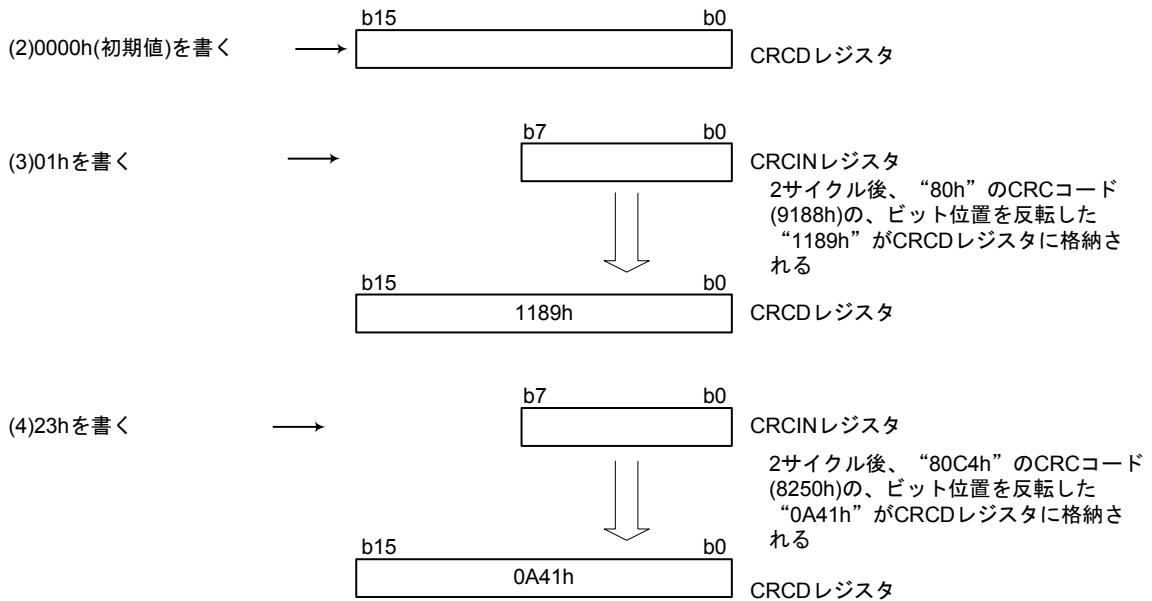 b15 b0
(2)0000h(初期値)を書く
CRCDレジスタ
b7 b0
(3)01hを書く
CRCINレジスタ
2サイクル後、“80h”のCRCコード
(9188h)の、ビット位置を反転した
“1189h”がCRCDレジスタに格納さ
れる
b15 b0
1189h
CRCDレジスタ
b7 b0
(4)23hを書く
CRCINレジスタ
2サイクル後、“80C4h”のCRCコード
(8250h)の、ビット位置を反転した
“0A41h”がCRCDレジスタに格納さ
れる
b15 b0
0A41h
CRCDレジスタ